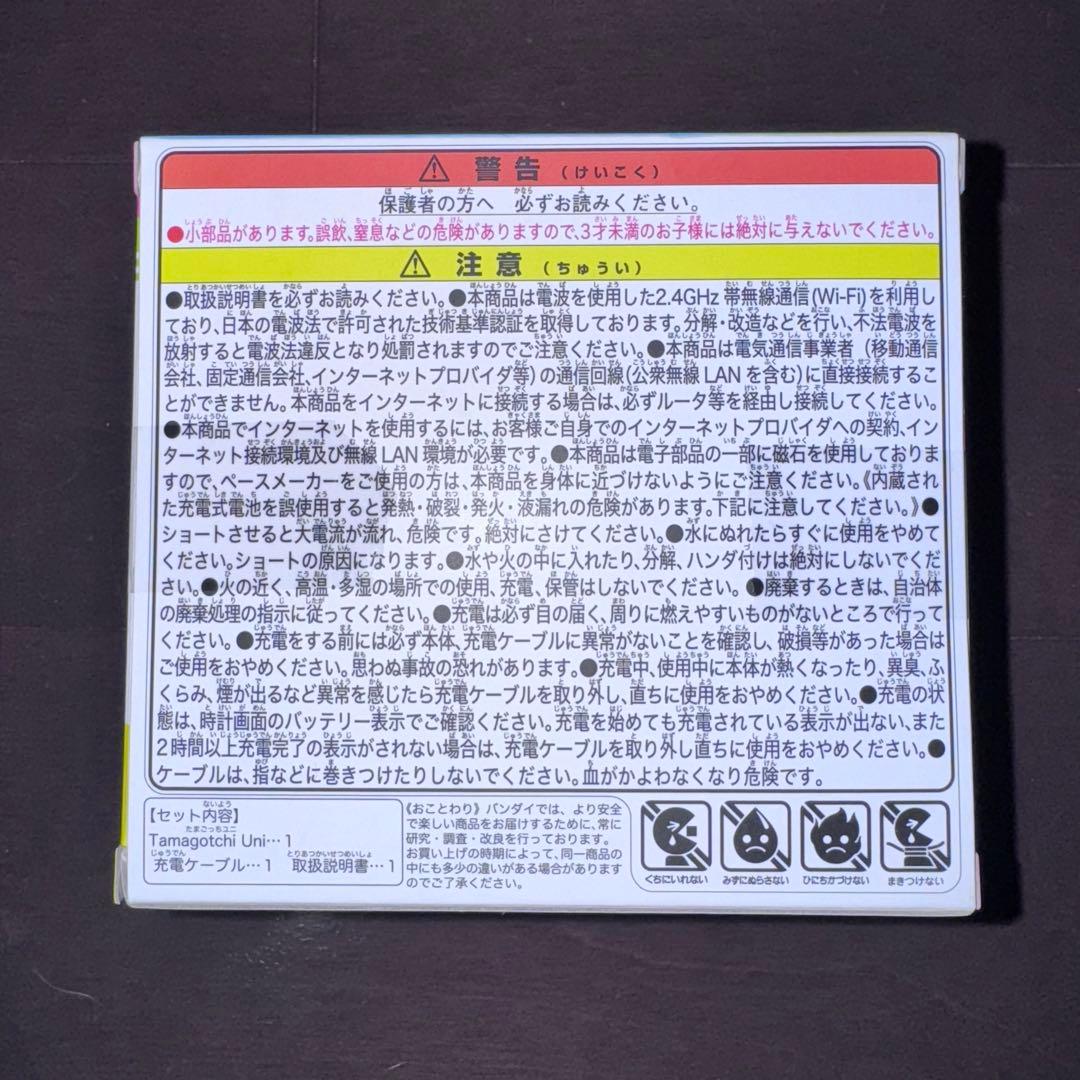 ⚠ 警告 (けいこく)
保護者の方へ 必ずお読みください。
●小部品があります。誤飲、窒息などの危険がありますので、3才未満のお子様には絶対に与えないでください。
⚠ 注意 (ちゅうい)
●取扱説明書を必ずお読みください。●本商品は電波を使用した2.4GHz 帯無線通信(Wi-Fi)を利用し
ており、日本の電波法で許可された技術基準認証を取得しております。分解・改造などを行い、不法電波を
放射すると電波法違反となり処罰されますのでご注意ください。●本商品は電気通信事業者 (移動通信
会社、固定通信会社、インターネットプロバイダ等)の通信回線(公衆無線 LANを含む)に直接接続するこ
とができません。本商品をインターネットに接続する場合は、必ずルータ等を経由し接続してください。
●本商品でインターネットを使用するには、お客様ご自身でのインターネットプロバイダへの契約、イン
ターネット接続環境及び無線 LAN 環境が必要です。●本商品は電子部品の一部に磁石を使用しており
ますので、ペースメーカーをご使用の方は、本商品を身体に近づけないようにご注意ください。《内蔵され
た充電式電池を誤使用すると発熱・破裂・発火・液漏れの危険があります。下記に注意してください。》●
ショートさせると大電流が流れ、危険です。絶対にさけてください。●水にぬれたらすぐに使用をやめて
ください。ショートの原因になります。●水や火の中に入れたり、分解、ハンダ付けは絶対にしないでくだ
さい。●火の近く、高温・多湿の場所での使用、充電、保管はしないでください。●廃棄するときは、自治体
の廃棄処理の指示に従ってください。●充電は必ず目の届く、周りに燃えやすいものがないところで行って
ください。●充電をする前には必ず本体、充電ケーブルに異常がないことを確認し、破損等があった場合は
ご使用をおやめください。思わぬ事故の恐れがあります。●充電中、使用中に本体が熱くなったり、異臭、ふ
くらみ、煙が出るなど異常を感じたら充電ケーブルを取り外し、直ちに使用をおやめください。●充電の状
態は、時計画面のバッテリー表示でご確認ください。充電を始めても充電されている表示が出ない、また
2時間以上充電完了の表示がされない場合は、充電ケーブルを取り外し直ちに使用をおやめください。●
ケーブルは、指などに巻きつけたりしないでください。血がかよわなくなり危険です。
【セット内容】
Tamagotchi Uni…1
充電ケーブル…1 取扱説明書…1
《おことわり》バンダイでは、より安全
で楽しい商品をお届けするために、常に
研究・調査・改良を行っております。
お買い上げの時期によって、同一商品の
中にも多少の違いがある場合があります
のでご了承ください。
くちにいれない みずにぬらさない ひにちかづけない まきつけない